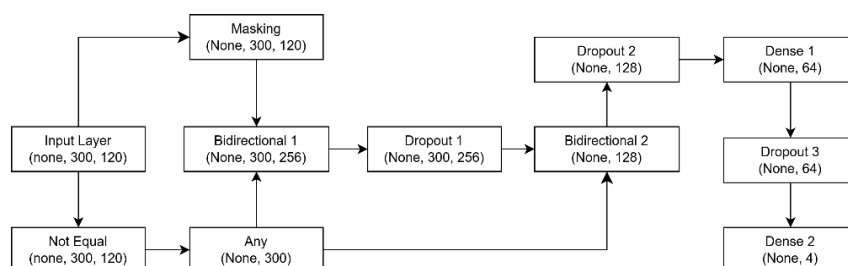 Masking
(None, 300, 120)
Dropout 2
(None, 128)
Dense 1
(None, 64)
Input Layer
(none, 300, 120)
Bidirectional 1
(None, 300, 256)
Dropout 1
(None, 300, 256)
Bidirectional 2
(None, 128)
Dropout 3
(None, 64)
Not Equal
(none, 300, 120)
Any
(None, 300)
Dense 2
(None, 4)